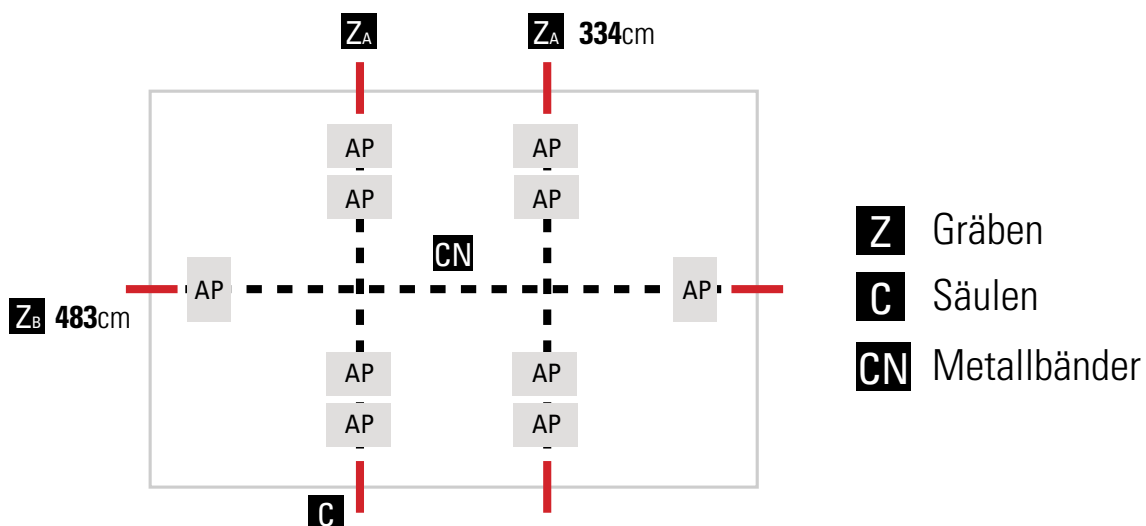 ZA
ZA 334cm
AP AP
AP AP
CN
AP AP
ZB 483cm
AP AP
AP AP
C
Z Gräben
C Säulen
CN Metallbänder